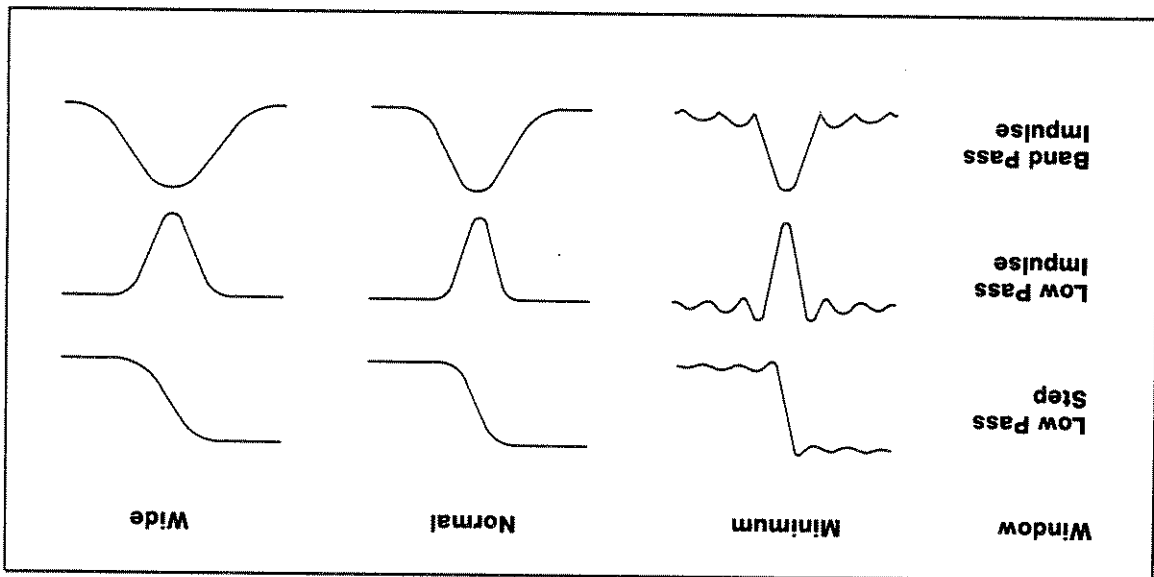 Window Minimum Normal Wide
Low Pass
Step
Low Pass
Impulse
Band Pass
Impulse